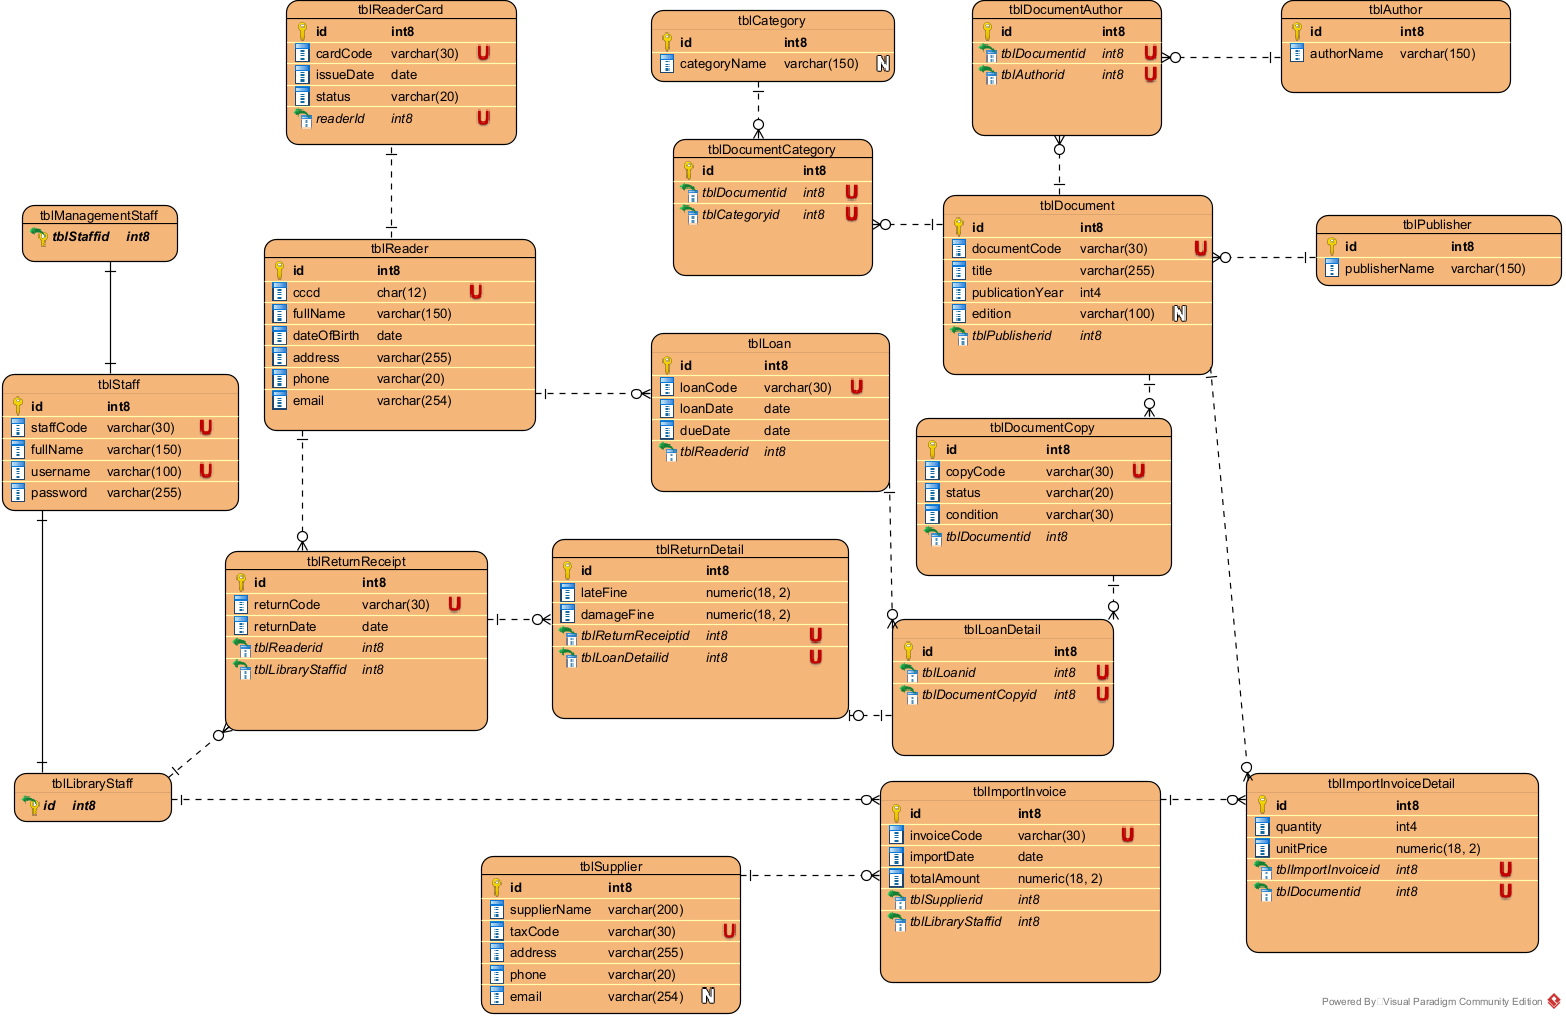 tblReaderCard
id int8
cardCode varchar(30) U
issueDate date
status varchar(20)
readerId int8 U
tblCategory
id int8
categoryName varchar(150) N
tblDocumentAuthor
id int8
tblDocumentid int8 U
tblAuthorid int8 U
tblAuthor
id int8
authorName varchar(150)
tblDocumentCategory
id int8
tblDocumentid int8 U
tblCategoryid int8 U
tblManagementStaff
tblStaffid int8
tblReader
id int8
cccd char(12) U
fullName varchar(150)
dateOfBirth date
address varchar(255)
phone varchar(20)
email varchar(254)
tblDocument
id int8
documentCode varchar(30) U
title varchar(255)
publicationYear int4
edition varchar(100) N
tblPublisherid int8
tblPublisher
id int8
publisherName varchar(150)
tblLoan
id int8
loanCode varchar(30) U
loanDate date
dueDate date
tblReaderid int8
tblStaff
id int8
staffCode varchar(30) U
fullName varchar(150)
username varchar(100) U
password varchar(255)
tblDocumentCopy
id int8
copyCode varchar(30) U
status varchar(20)
condition varchar(30)
tblDocumentid int8
tblReturnReceipt
id int8
returnCode varchar(30) U
returnDate date
tblReaderid int8
tblLibraryStaffid int8
tblReturnDetail
id int8
lateFine numeric(18, 2)
damageFine numeric(18, 2)
tblReturnReceiptid int8 U
tblLoanDetailid int8 U
tblLoanDetail
id int8
tblLoanid int8 U
tblDocumentCopyid int8 U
tblLibraryStaff
id int8
tblImportInvoice
id int8
invoiceCode varchar(30) U
importDate date
totalAmount numeric(18, 2)
tblSupplierid int8
tblLibraryStaffid int8
tblImportInvoiceDetail
id int8
quantity int4
unitPrice numeric(18, 2)
tblImportInvoiceid int8 U
tblDocumentid int8 U
tblSupplier
id int8
supplierName varchar(200)
taxCode varchar(30) U
address varchar(255)
phone varchar(20)
email varchar(254) N
Powered By Visual Paradigm Community Edition